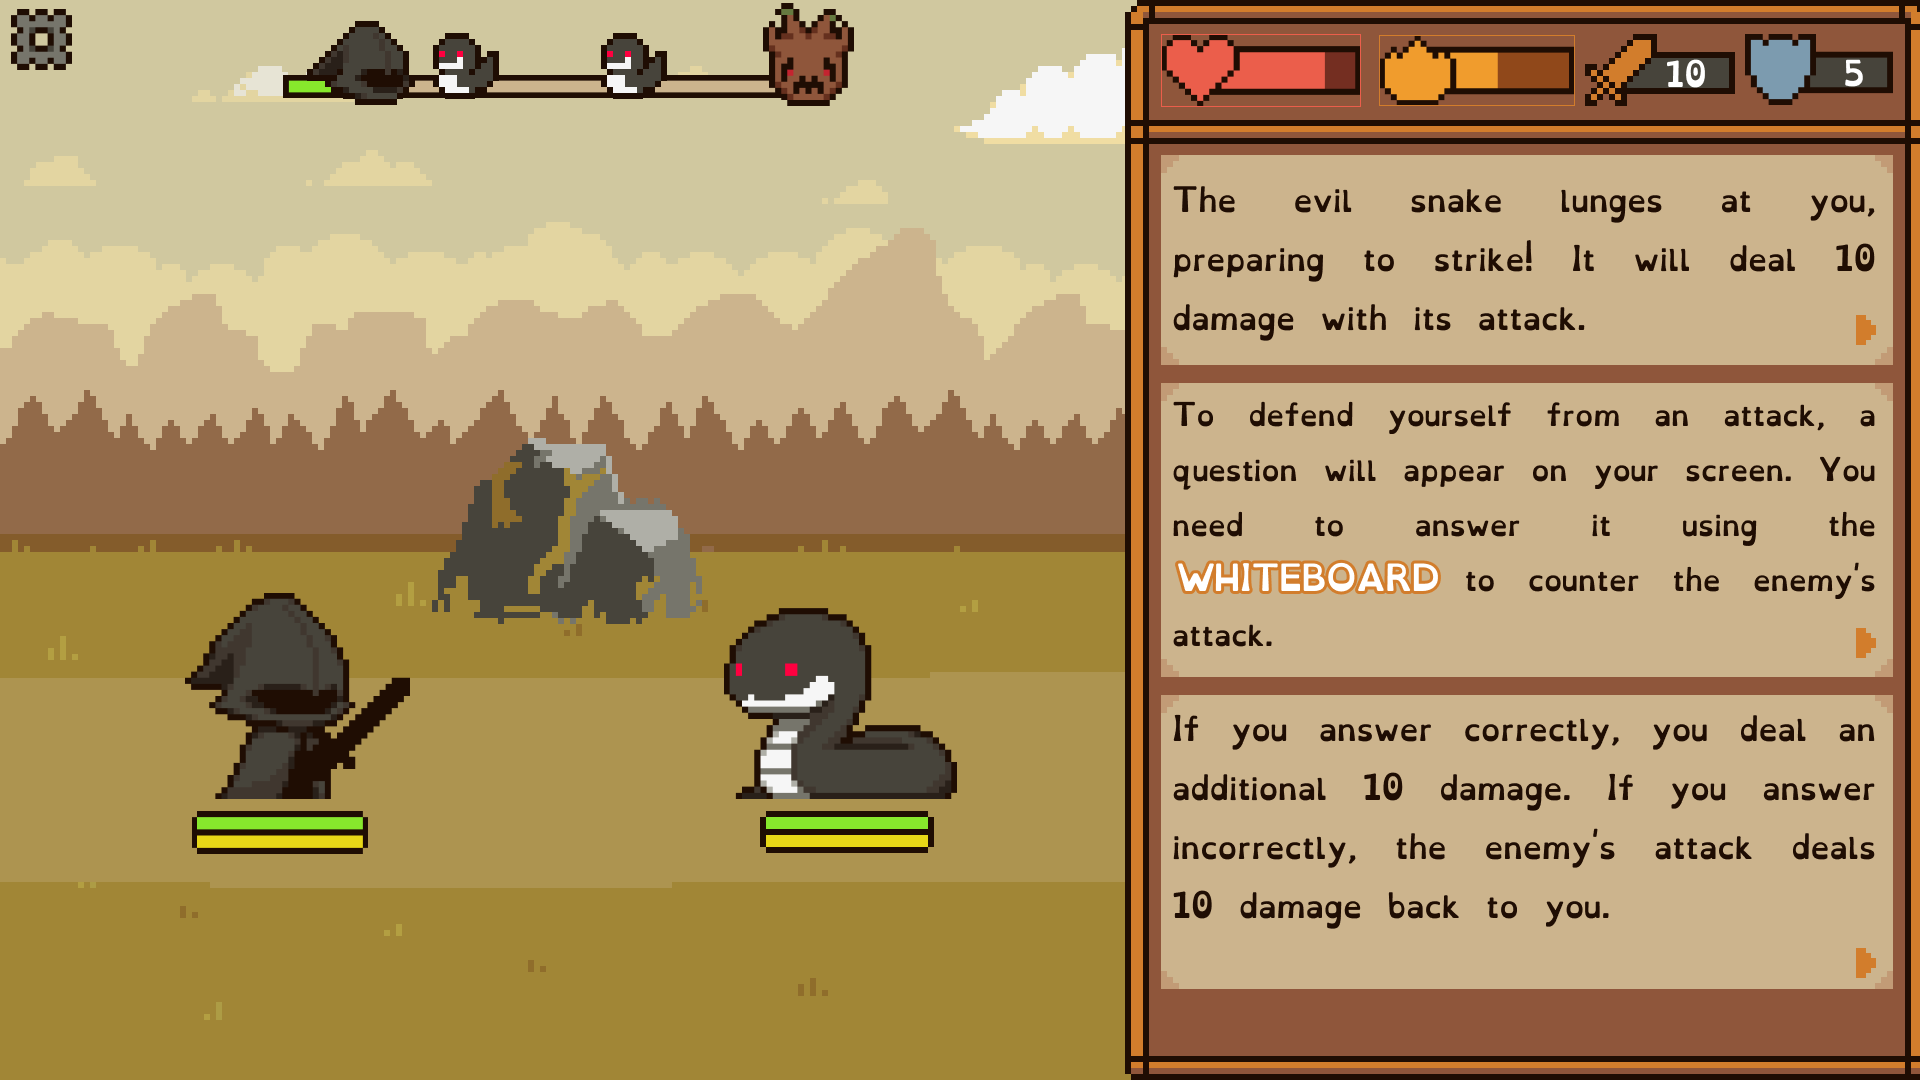 10
5
The evil snake lunges at you,
preparing to strike! It will deal 10
damage with its attack.
To defend yourself from an attack, a
question will appear on your screen. You
need to answer it using the
WHITEBOARD to counter the enemy's
attack.
If you answer correctly, you deal an
additional 10 damage. If you answer
incorrectly, the enemy's attack deals
10 damage back to you.